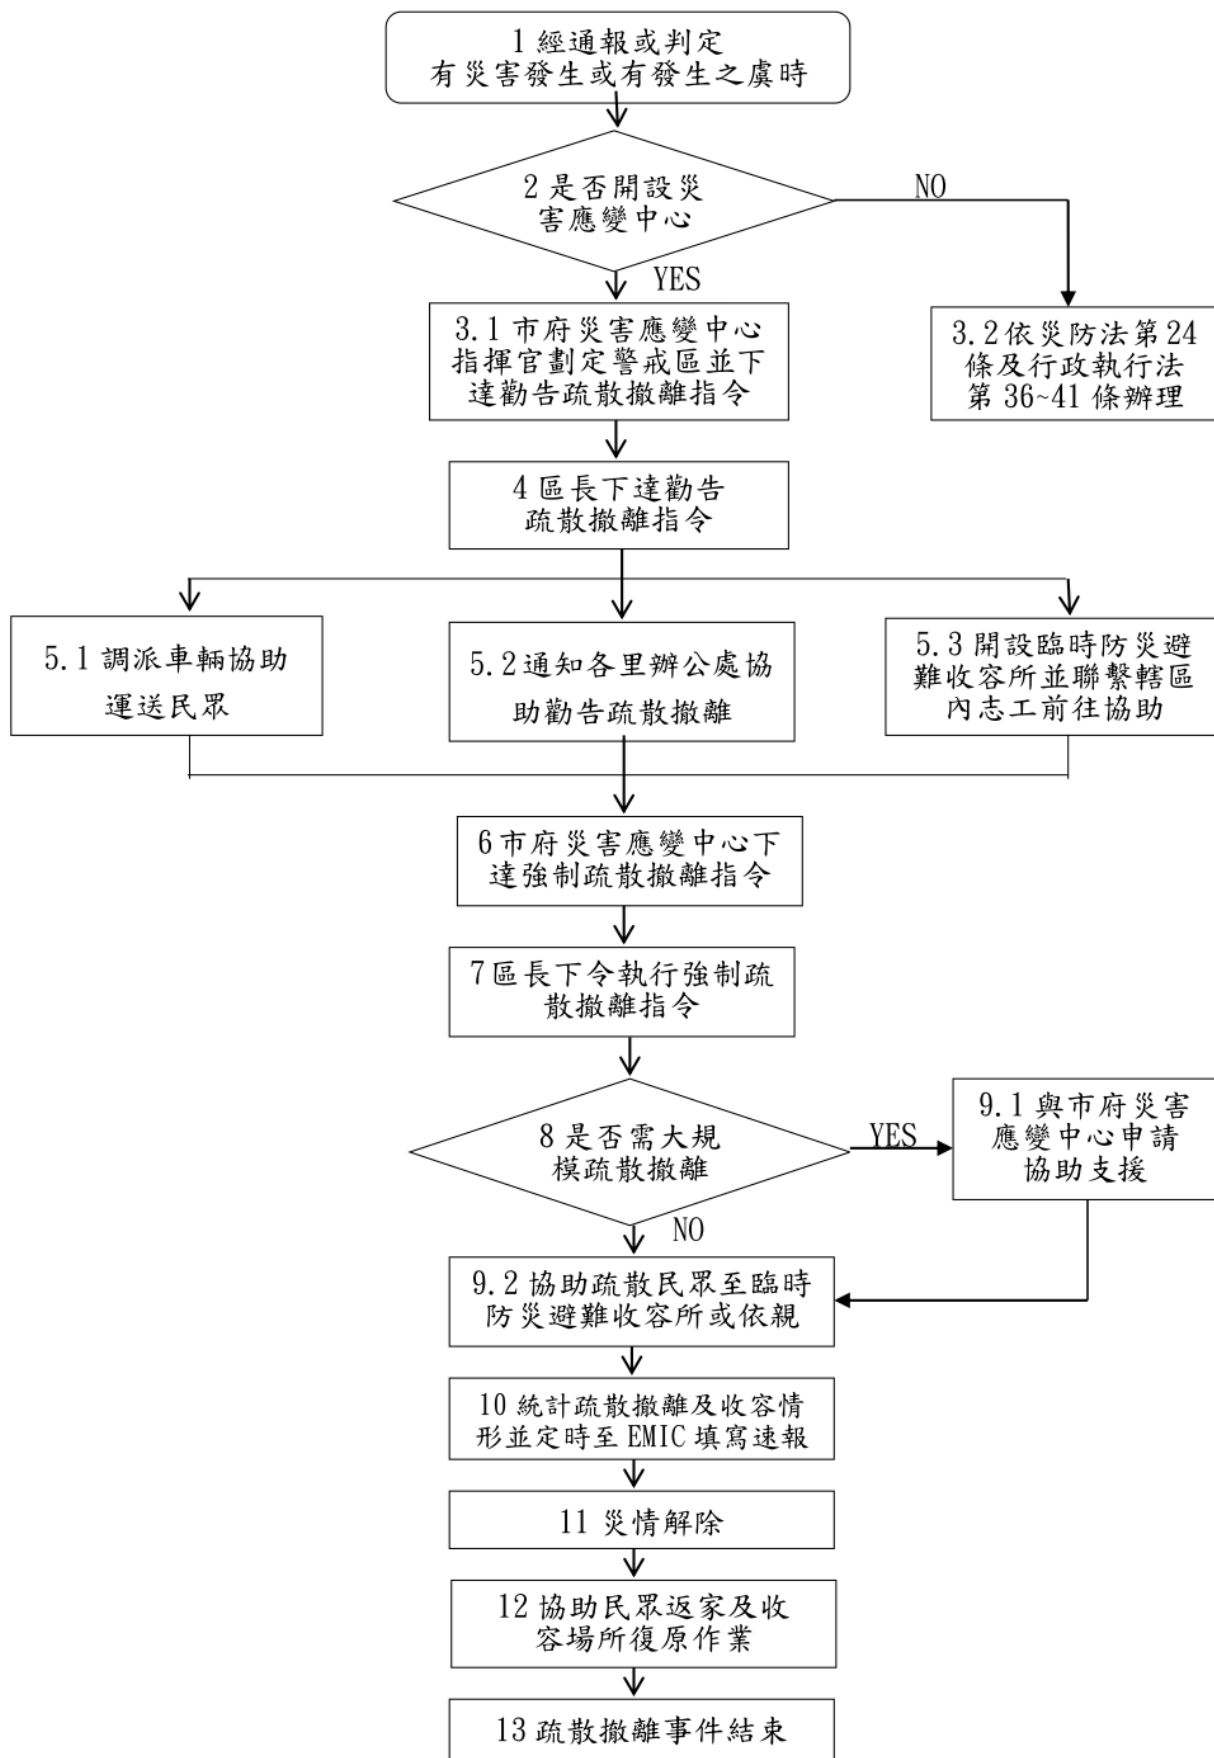 1 經通報或判定
有災害發生或有發生之虞時
2 是否開設災
害應變中心
NO
YES
3.1 市府災害應變中心
指揮官劃定警戒區並下
達勸告疏散撤離指令
3.2 依災防法第 24
條及行政執行法
第 36~41 條辦理
4 區長下達勸告
疏散撤離指令
5.1 調派車輛協助
運送民眾
5.2 通知各里辦公處協
助勸告疏散撤離
5.3 開設臨時防災避
難收容所並聯繫轄區
內志工前往協助
6 市府災害應變中心下
達強制疏散撤離指令
7 區長下令執行強制疏
散撤離指令
8 是否需大規
模疏散撤離
YES
9.1 與市府災害
應變中心申請
協助支援
NO
9.2 協助疏散民眾至臨時
防災避難收容所或依親
10 統計疏散撤離及收容情
形並定時至 EMIC 填寫速報
11 災情解除
12 協助民眾返家及收
容場所復原作業
13 疏散撤離事件結束